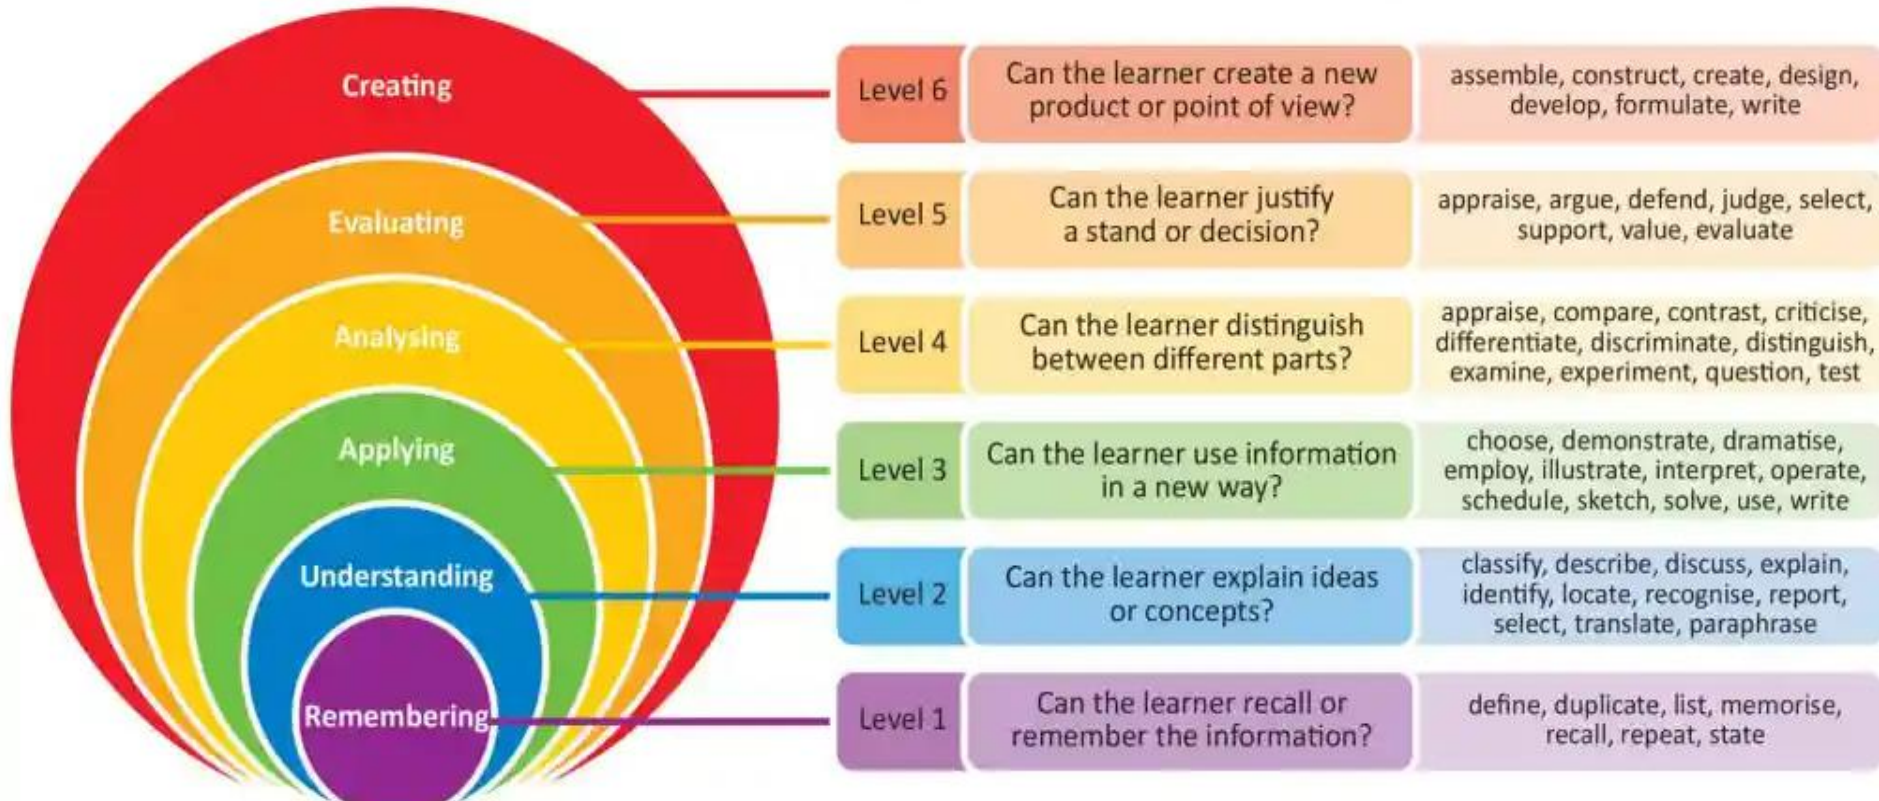 Creating
Level 6
Can the learner create a new
product or point of view?
assemble, construct, create, design,
develop, formulate, write
Evaluating
Level 5
Can the learner justify
a stand or decision?
appraise, argue, defend, judge, select,
support, value, evaluate
Analysing
Level 4
Can the learner distinguish
between different parts?
appraise, compare, contrast, criticise,
differentiate, discriminate, distinguish,
examine, experiment, question, test
Applying
Level 3
Can the learner use information
in a new way?
choose, demonstrate, dramatise,
employ, illustrate, interpret, operate,
schedule, sketch, solve, use, write
Understanding
Level 2
Can the learner explain ideas
or concepts?
classify, describe, discuss, explain,
identify, locate, recognise, report,
select, translate, paraphrase
Remembering
Level 1
Can the learner recall or
remember the information?
define, duplicate, list, memorise,
recall, repeat, state